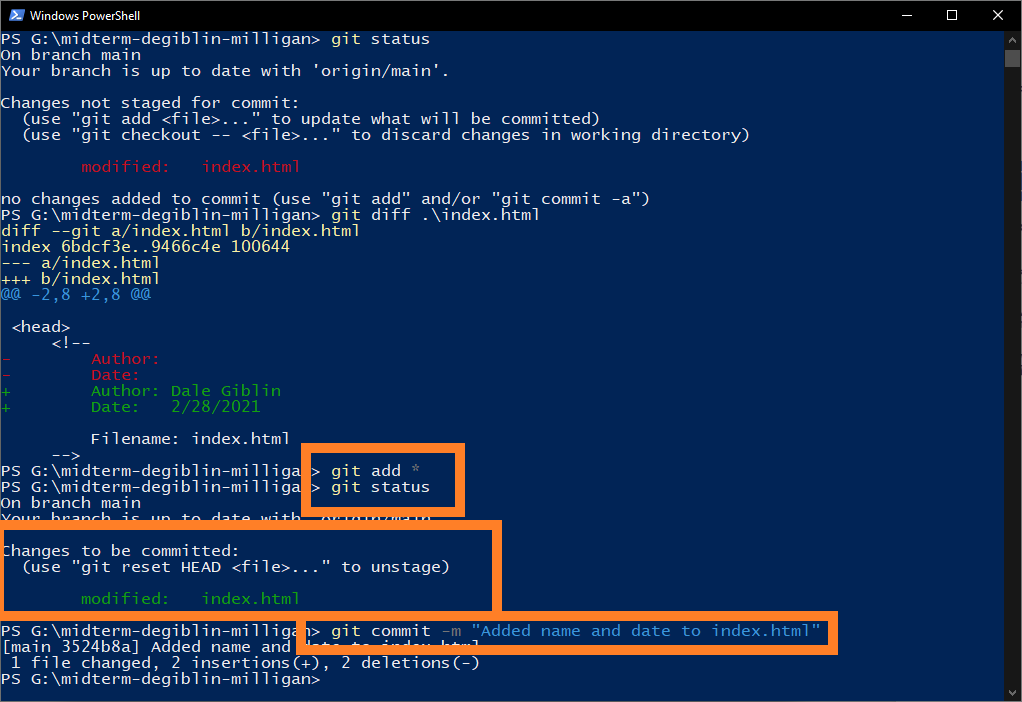 Windows PowerShell
PS G:\midterm-degiblin-milligan> git status
On branch main
Your branch is up to date with 'origin/main'.
Changes not staged for commit:
  (use "git add <file>..." to update what will be committed)
  (use "git checkout -- <file>..." to discard changes in working directory)
        modified:   index.html
no changes added to commit (use "git add" and/or "git commit -a")
PS G:\midterm-degiblin-milligan> git diff .\index.html
diff --git a/index.html b/index.html
index 6bdcf3e..9466c4e 100644
--- a/index.html
+++ b/index.html
@@ -2,8 +2,8 @@
 <head>
     <!--
-        Author:
-        Date:
+        Author: Dale Giblin
+        Date:   2/28/2021
         Filename: index.html
     -->
PS G:\midterm-degiblin-milligan> git add *
PS G:\midterm-degiblin-milligan> git status
On branch main
Your branch is up to date with 'origin/main'.
Changes to be committed:
  (use "git reset HEAD <file>..." to unstage)
        modified:   index.html
PS G:\midterm-degiblin-milligan> git commit -m "Added name and date to index.html"
[main 3524b8a] Added name and date to index.html
 1 file changed, 2 insertions(+), 2 deletions(-)
PS G:\midterm-degiblin-milligan>